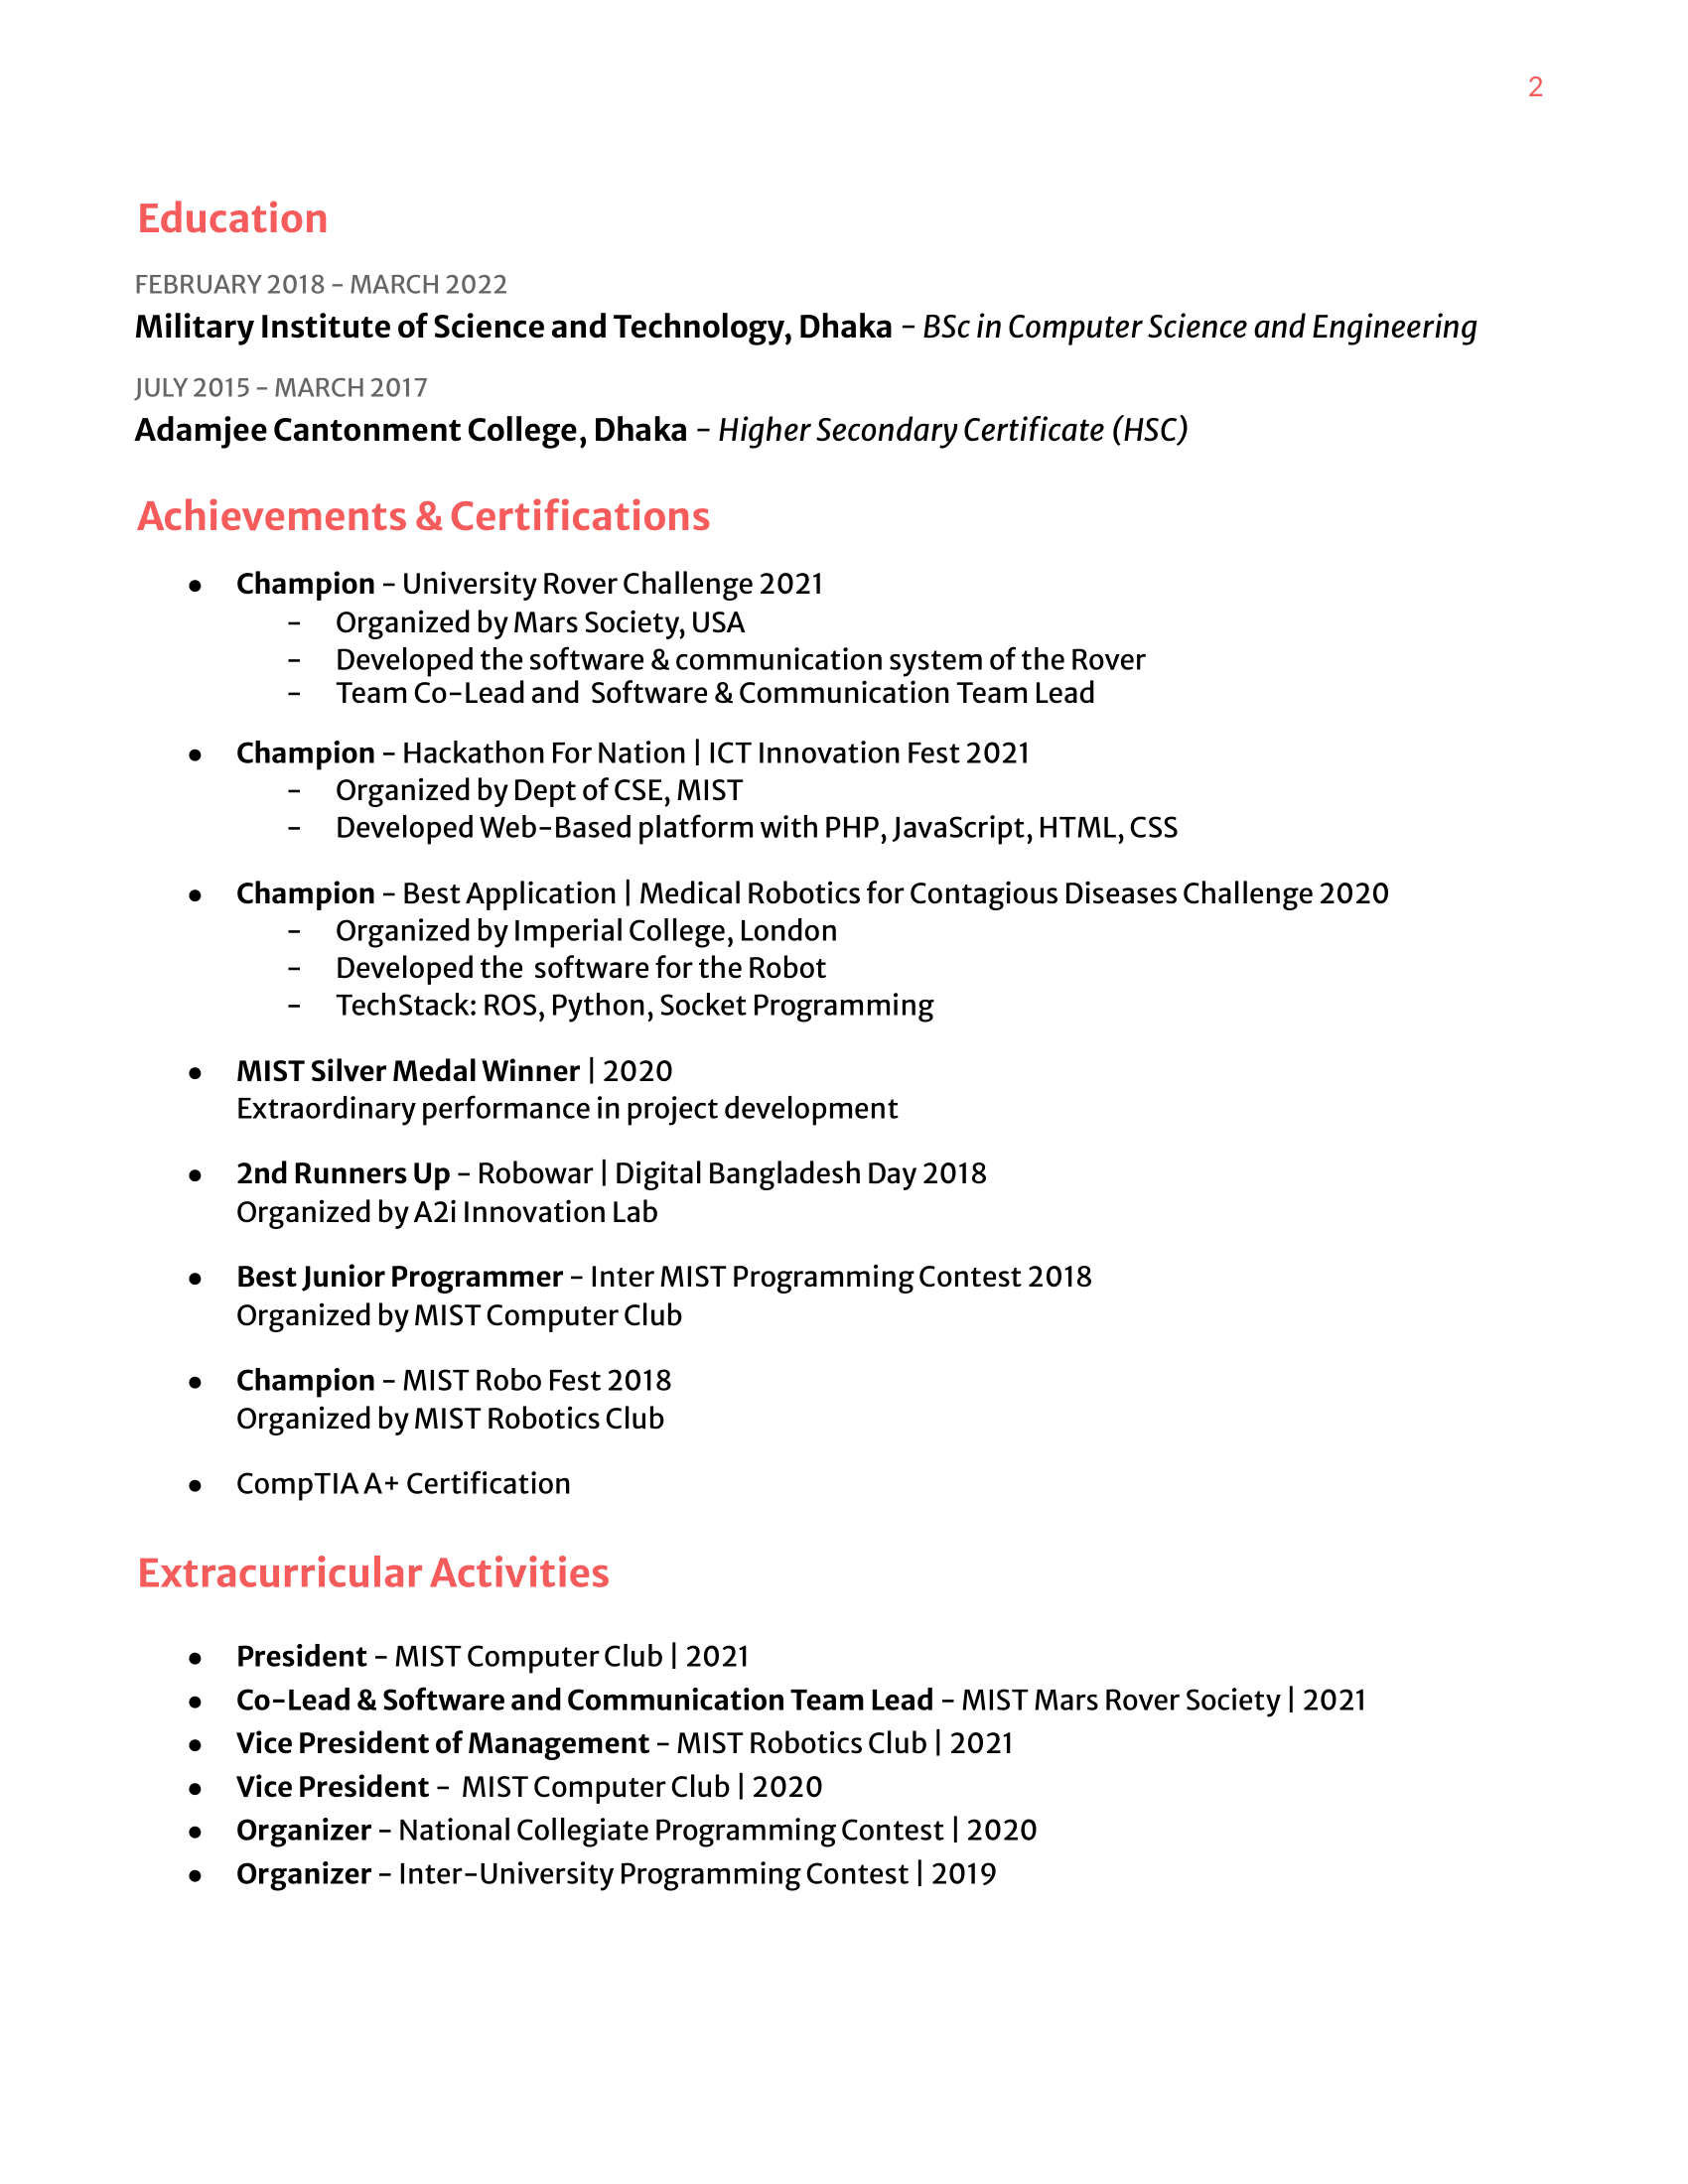 2
Education
FEBRUARY 2018 - MARCH 2022
Military Institute of Science and Technology, Dhaka - BSc in Computer Science and Engineering
JULY 2015 - MARCH 2017
Adamjee Cantonment College, Dhaka - Higher Secondary Certificate (HSC)
Achievements & Certifications
● Champion - University Rover Challenge 2021
- Organized by Mars Society, USA
- Developed the software & communication system of the Rover
- Team Co-Lead and Software & Communication Team Lead
● Champion - Hackathon For Nation | ICT Innovation Fest 2021
- Organized by Dept of CSE, MIST
- Developed Web-Based platform with PHP, JavaScript, HTML, CSS
● Champion - Best Application | Medical Robotics for Contagious Diseases Challenge 2020
- Organized by Imperial College, London
- Developed the software for the Robot
- TechStack: ROS, Python, Socket Programming
● MIST Silver Medal Winner | 2020
Extraordinary performance in project development
● 2nd Runners Up - Robowar | Digital Bangladesh Day 2018
Organized by A2i Innovation Lab
● Best Junior Programmer - Inter MIST Programming Contest 2018
Organized by MIST Computer Club
● Champion - MIST Robo Fest 2018
Organized by MIST Robotics Club
● CompTIA A+ Certification
Extracurricular Activities
● President - MIST Computer Club | 2021
● Co-Lead & Software and Communication Team Lead - MIST Mars Rover Society | 2021
● Vice President of Management - MIST Robotics Club | 2021
● Vice President - MIST Computer Club | 2020
● Organizer - National Collegiate Programming Contest | 2020
● Organizer - Inter-University Programming Contest | 2019